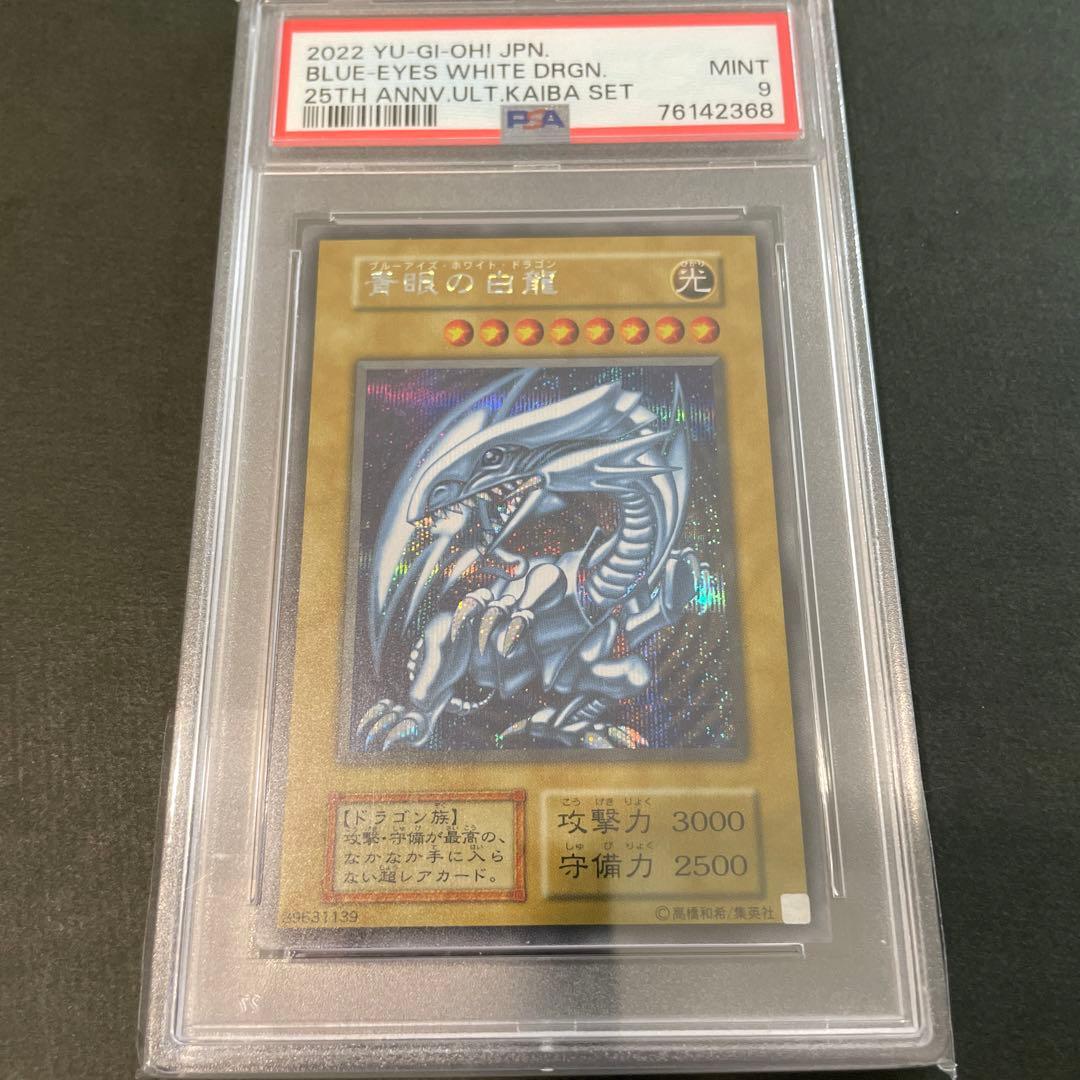 2022 YU-GI-OH! JPN.
BLUE-EYES WHITE DRGN. MINT
25TH ANNV.ULT.KAIBA SET 9
PSA 76142368
ブルーアイズ・ホワイト・ドラゴン
青眼の白龍
光
【ドラゴン族】
攻撃・守備が最高の、
なかなか手に入ら
ない超レアカード。
こうげきりょく
攻撃力 3000
しゅびりょく
守備力 2500
39631139
©高橋和希/集英社